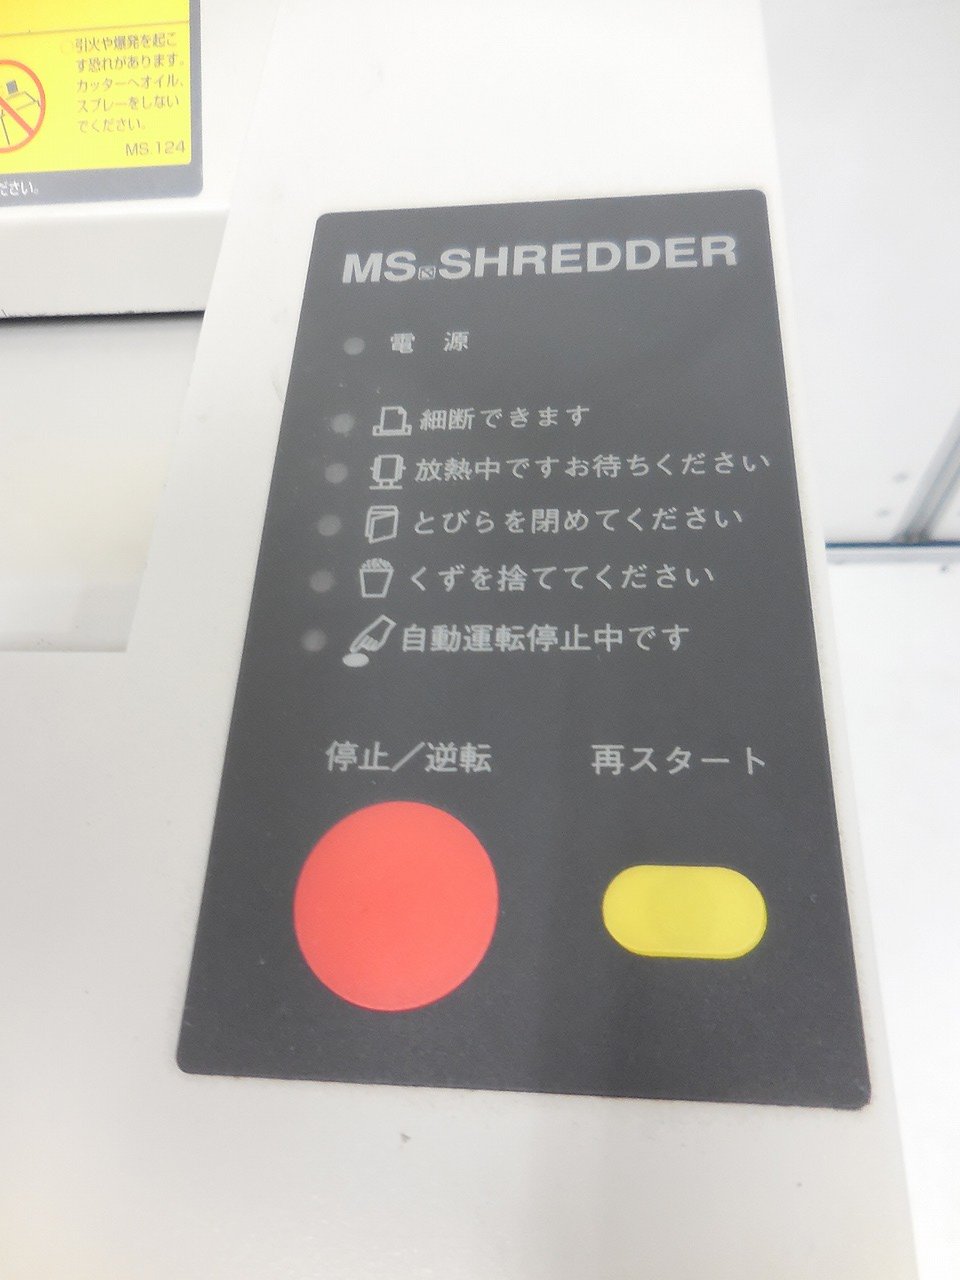 引火や爆発を起こ
す恐れがあります。
カッターへオイル、
スプレーをしない
でください。
MS.124
ださい。
MS SHREDDER
電 源
細断できます
放熱中ですお待ちください
とびらを閉めてください
くずを捨ててください
自動運転停止中です
停止／逆転
再スタート